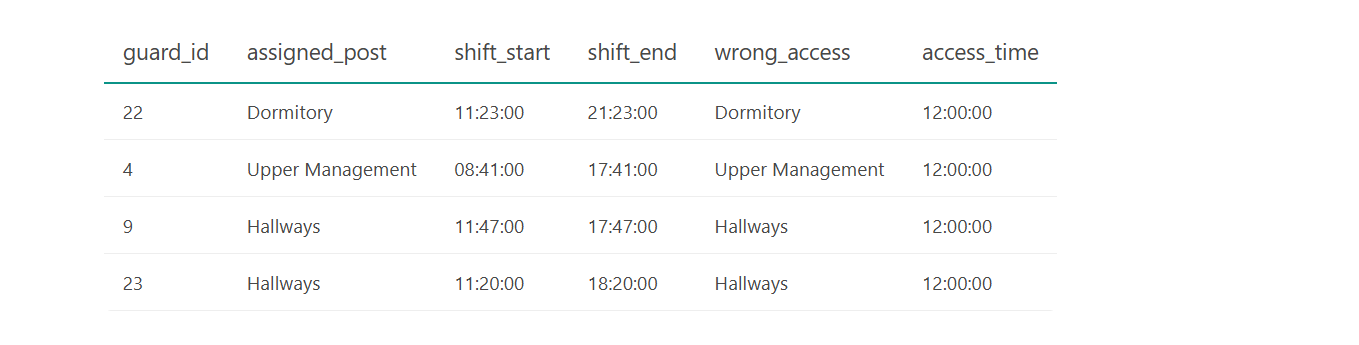 guard_id assigned_post shift_start shift_end wrong_access access_time
22 Dormitory 11:23:00 21:23:00 Dormitory 12:00:00
4 Upper Management 08:41:00 17:41:00 Upper Management 12:00:00
9 Hallways 11:47:00 17:47:00 Hallways 12:00:00
23 Hallways 11:20:00 18:20:00 Hallways 12:00:00